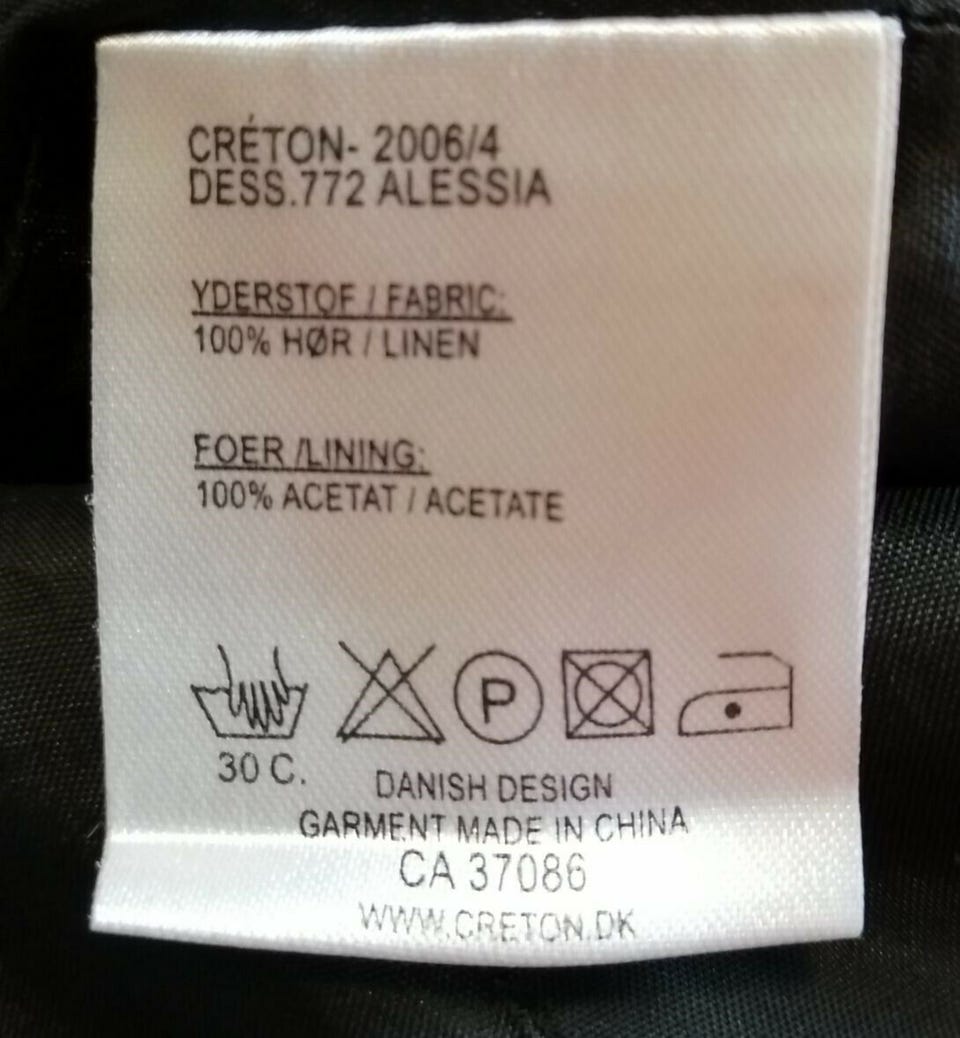 CRÉTON- 2006/4
DESS.772 ALESSIA
YDERSTOF / FABRIC:
100% HØR / LINEN
FOER /LINING:
100% ACETAT / ACETATE
P
30 C.
DANISH DESIGN
GARMENT MADE IN CHINA
CA 37086
WWW.CRETON.DK